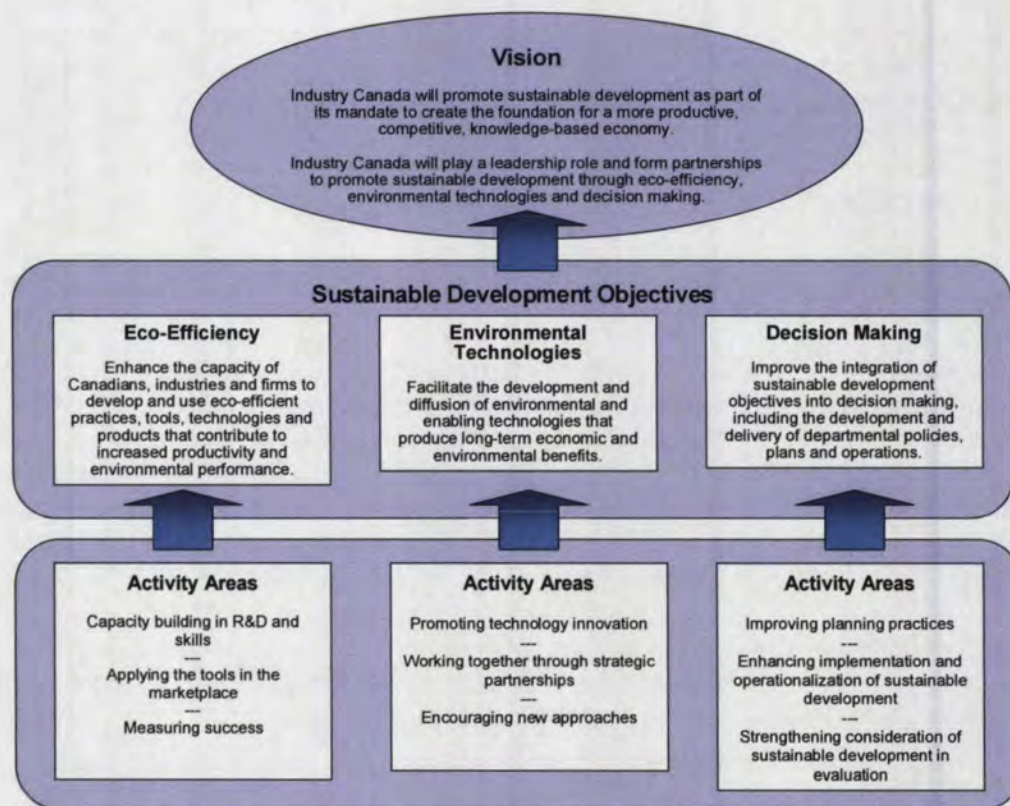 Vision
Industry Canada will promote sustainable development as part of
its mandate to create the foundation for a more productive,
competitive, knowledge-based economy.
Industry Canada will play a leadership role and form partnerships
to promote sustainable development through eco-efficiency,
environmental technologies and decision making.
Sustainable Development Objectives
Eco-Efficiency
Enhance the capacity of
Canadians, industries and firms to
develop and use eco-efficient
practices, tools, technologies and
products that contribute to
increased productivity and
environmental performance.
Environmental
Technologies
Facilitate the development and
diffusion of environmental and
enabling technologies that
produce long-term economic and
environmental benefits.
Decision Making
Improve the integration of
sustainable development
objectives into decision making,
including the development and
delivery of departmental policies,
plans and operations.
Activity Areas
Capacity building in R&D and
skills
---
Applying the tools in the
marketplace
---
Measuring success
Activity Areas
Promoting technology innovation
---
Working together through strategic
partnerships
---
Encouraging new approaches
Activity Areas
Improving planning practices
---
Enhancing implementation and
operationalization of sustainable
development
---
Strengthening consideration of
sustainable development in
evaluation